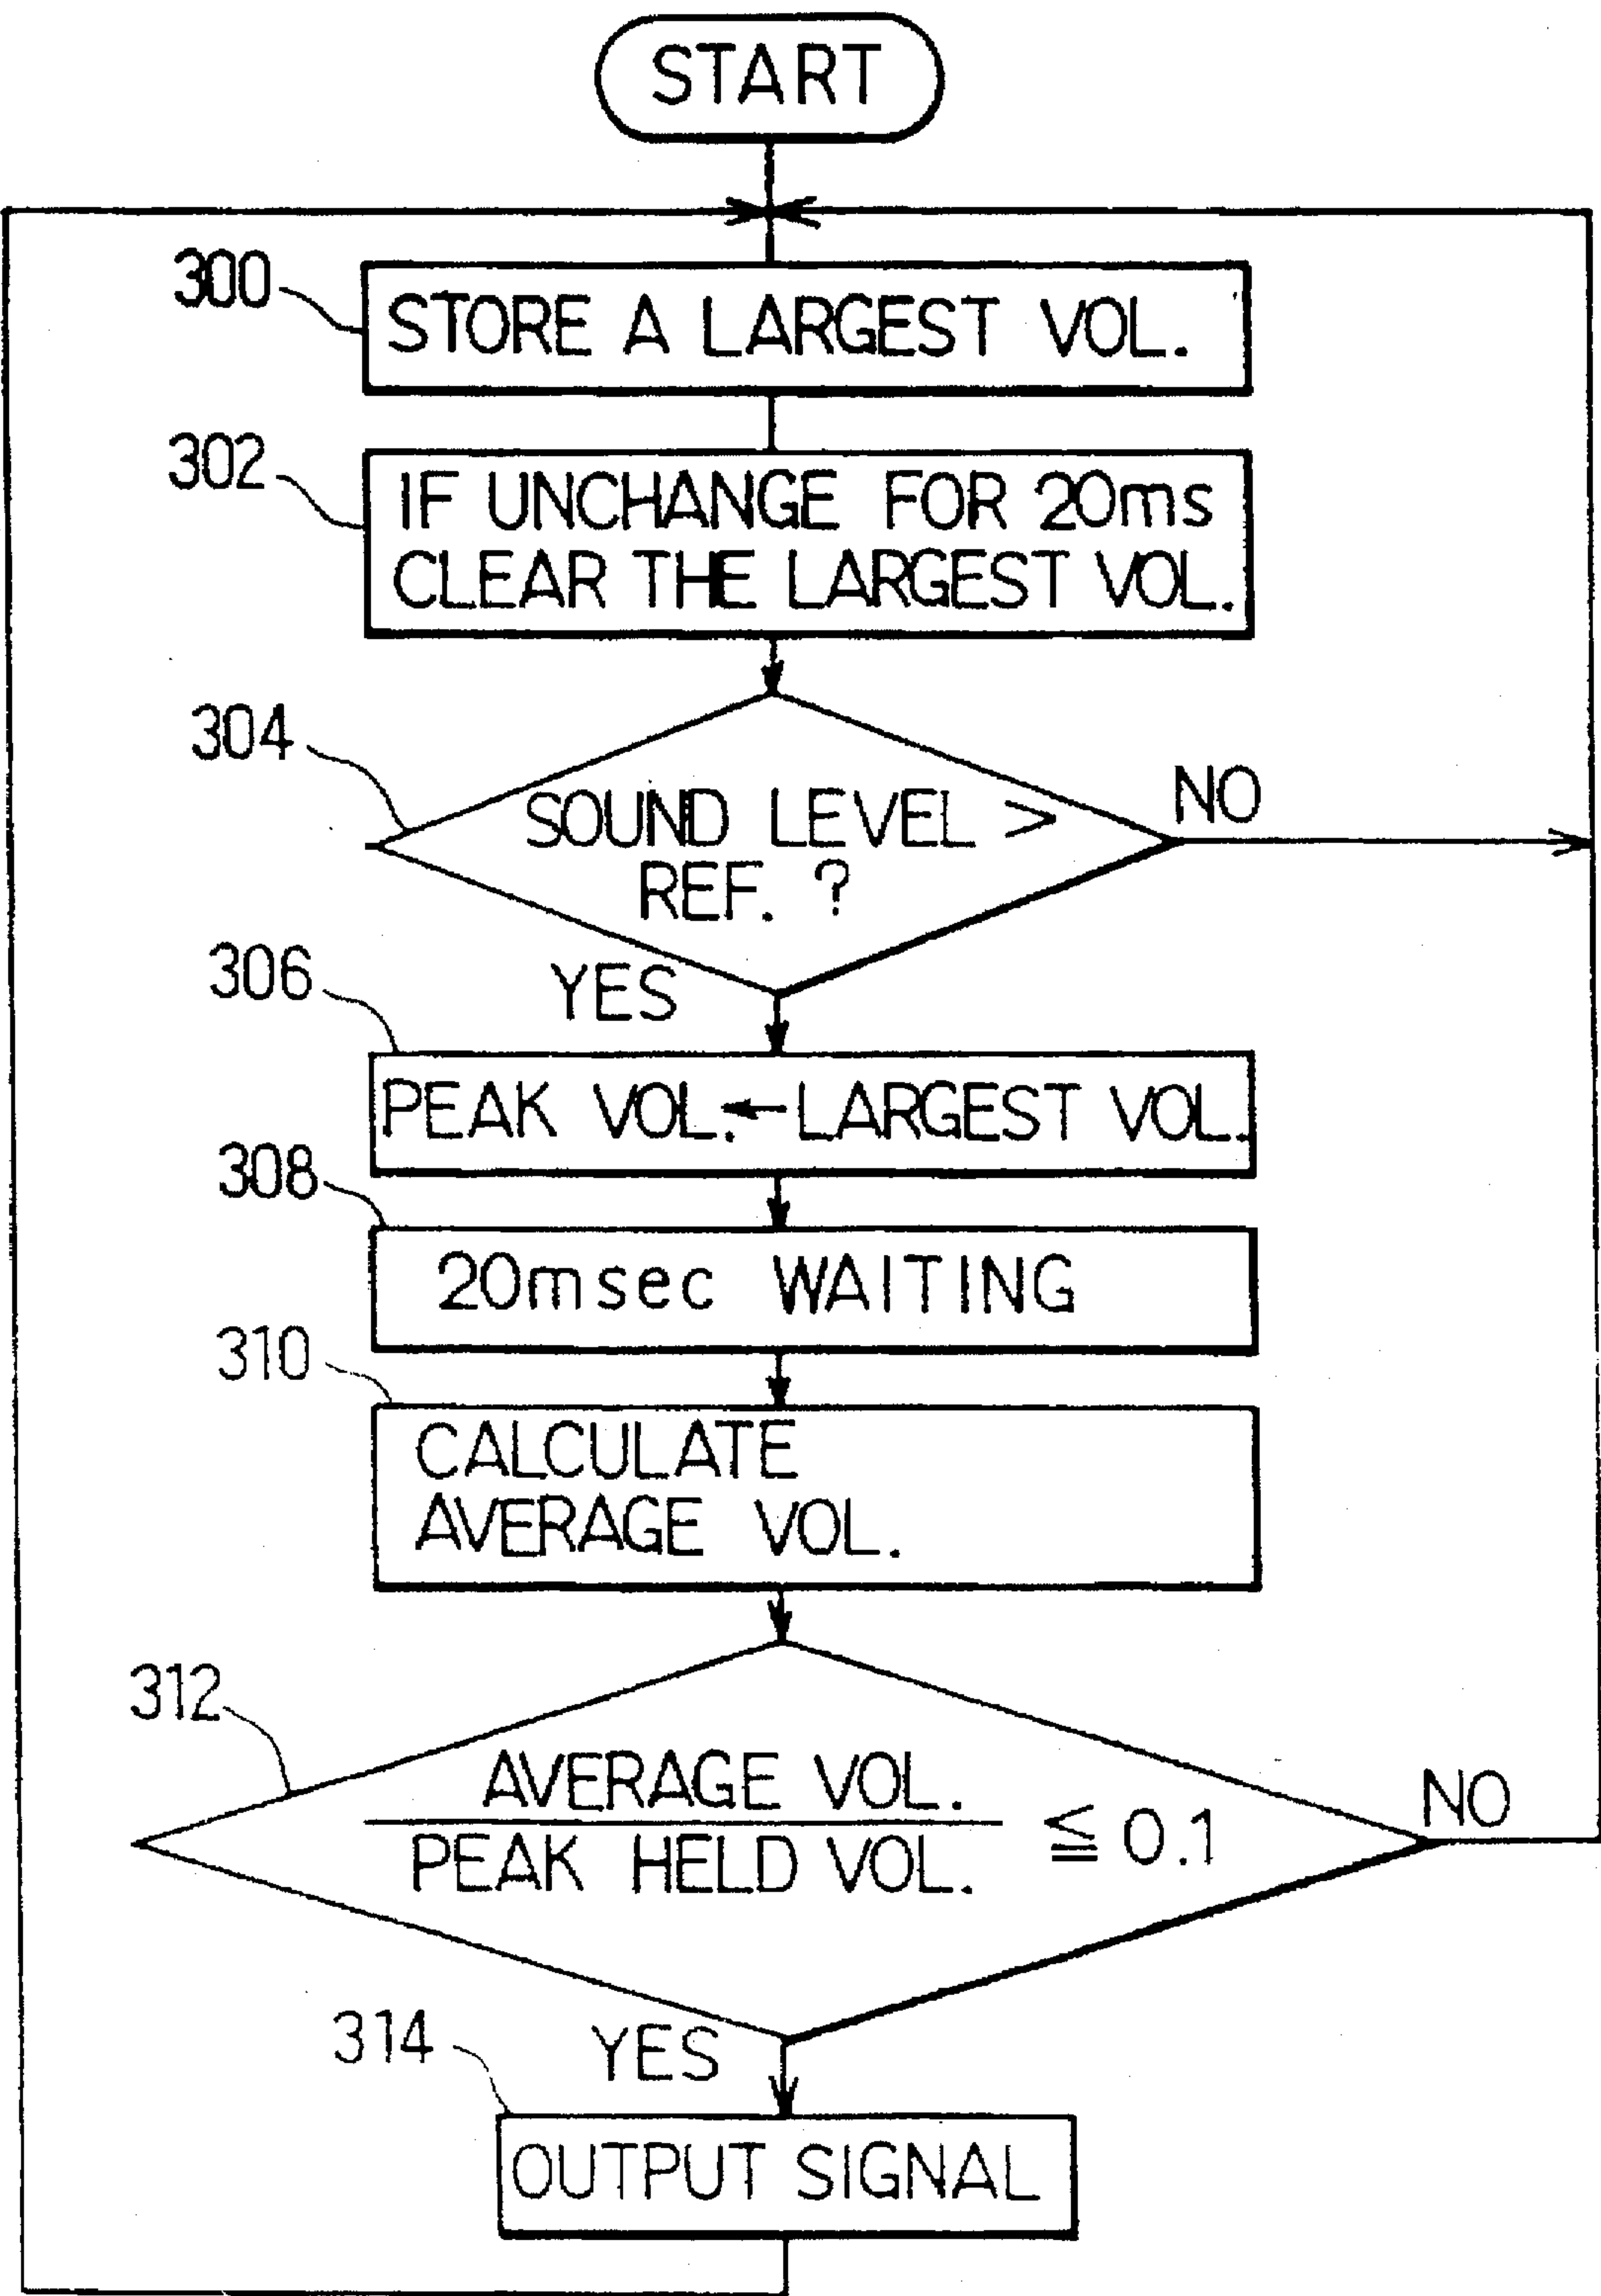 START
300
STORE A LARGEST VOL.
302
IF UNCHANGE FOR 20ms
CLEAR THE LARGEST VOL.
304
SOUND LEVEL >
REF. ?
NO
YES
306
PEAK VOL.←LARGEST VOL.
308
20msec WAITING
310
CALCULATE
AVERAGE VOL.
312
AVERAGE VOL.
PEAK HELD VOL.
≦ 0.1
NO
YES
314
OUTPUT SIGNAL